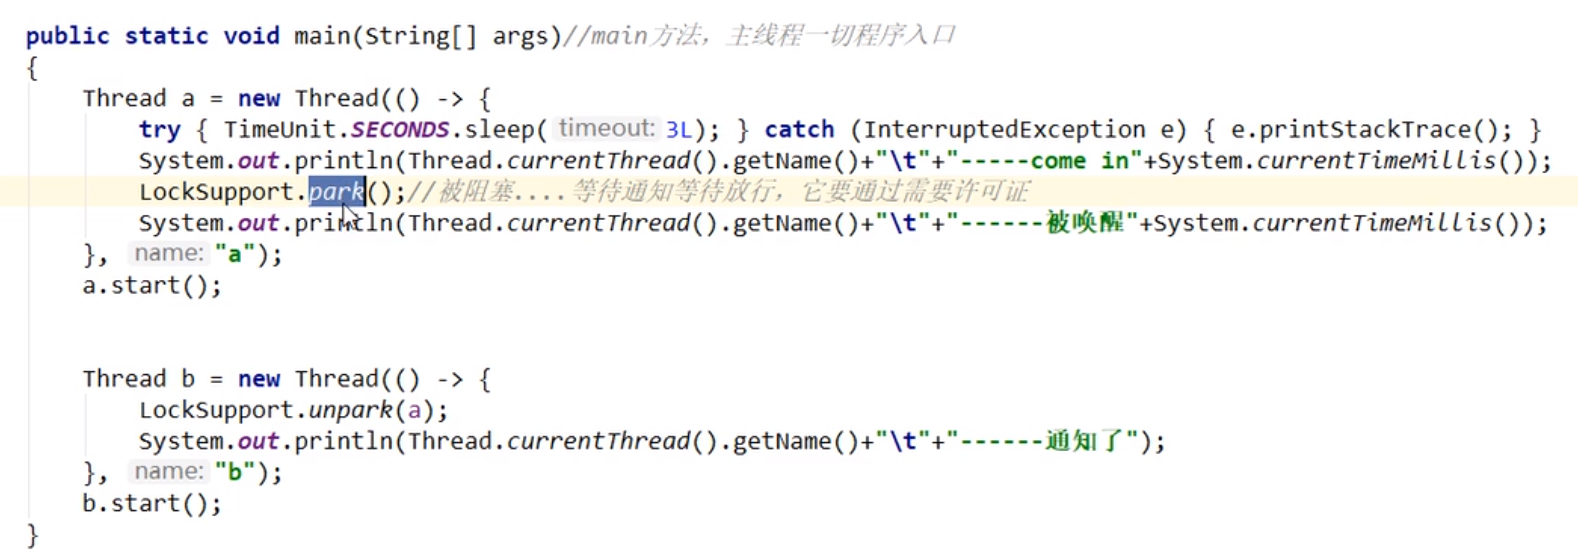 public static void main(String[] args)//main方法，主线程一切程序入口
{
Thread a = new Thread(() -> {
try { TimeUnit.SECONDS.sleep( timeout: 3L); } catch (InterruptedException e) { e.printStackTrace(); }
System.out.println(Thread.currentThread().getName()+"\t"+"-----come in"+System.currentTimeMillis());
LockSupport.park();//被阻塞....等待通知等待放行，它要通过需要许可证
System.out.println(Thread.currentThread().getName()+"\t"+"------被唤醒"+System.currentTimeMillis());
}, name: "a");
a.start();
Thread b = new Thread(() -> {
LockSupport.unpark(a);
System.out.println(Thread.currentThread().getName()+"\t"+"------通知了");
}, name: "b");
b.start();
}